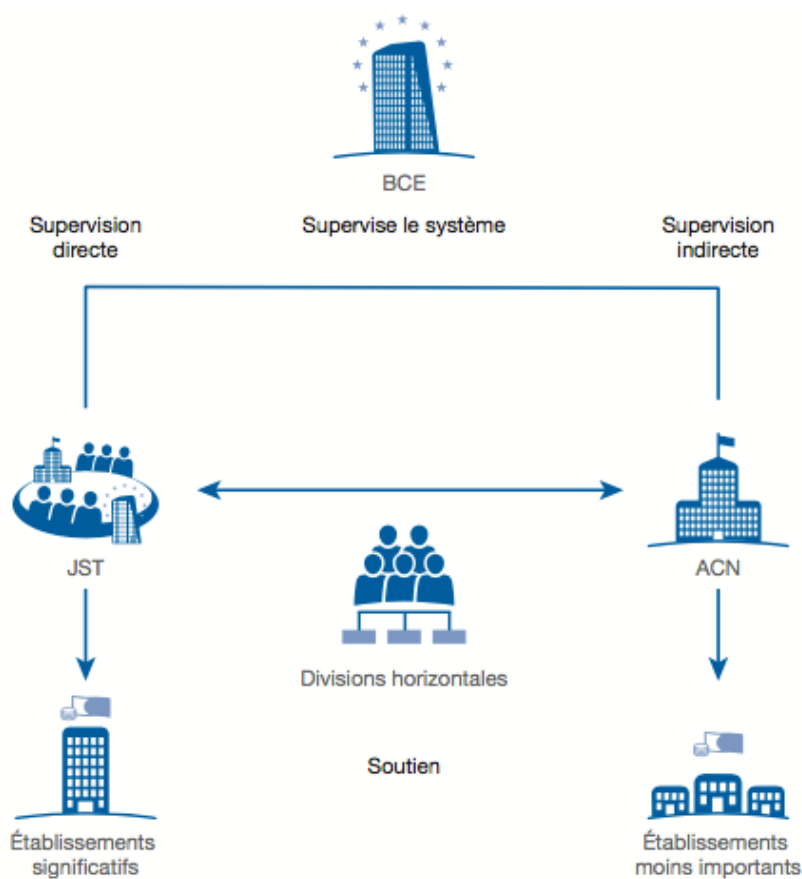 BCE
Supervision
directe
Supervise le système
Supervision
indirecte
JST
ACN
Divisions horizontales
Soutien
Établissements
significatifs
Établissements
moins importants